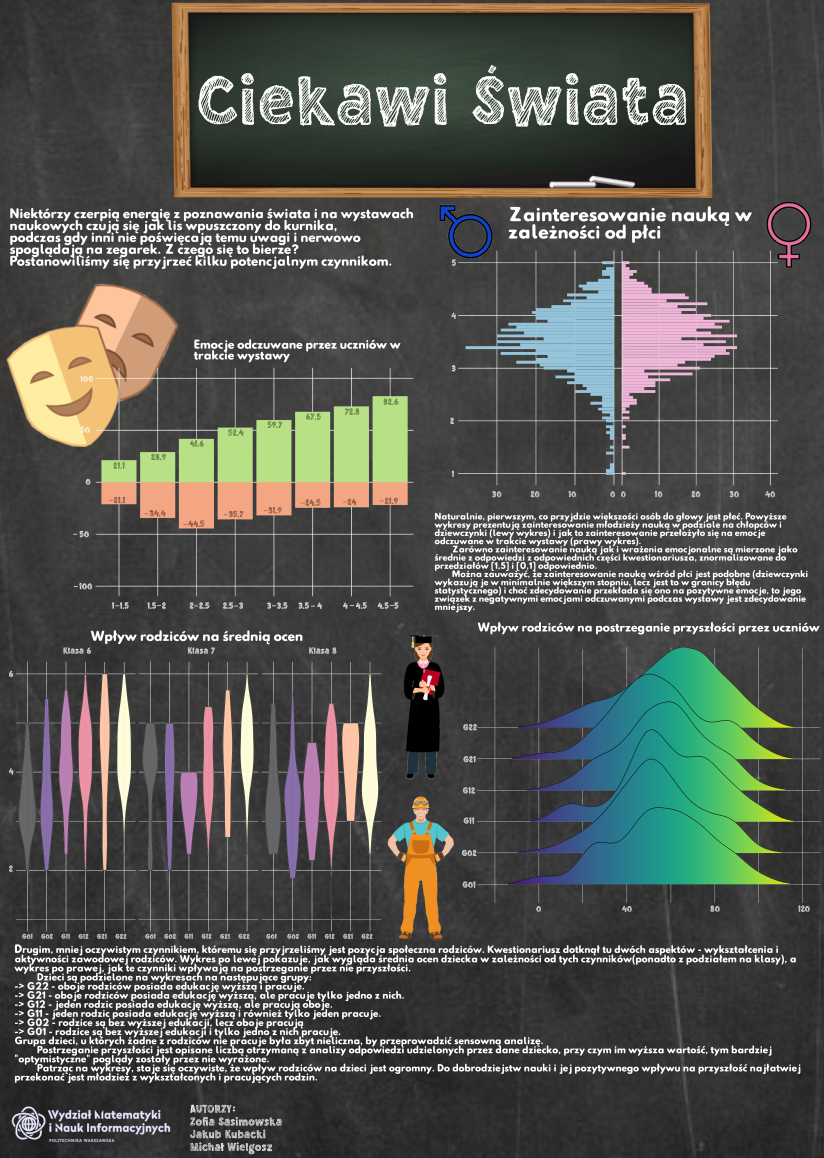 Ciekawi Świata
Niektórzy czerpią energię z poznawania świata i na wystawach
naukowych czują się jak lis wpuszczony do kurnika,
podczas gdy inni nie poświęcają temu uwagi i nerwowo
spoglądają na zegarek. Z czego się to bierze?
Postanowiliśmy się przyjrzeć kilku potencjalnym czynnikom.
Zainteresowanie nauką w
zależności od płci
5
4
3
2
1
30 20 10 0 0 10 20 30 40
Emocje odczuwane przez uczniów w
trakcie wystawy
100
50
0
−50
−100
21.1 28.9 41.6 52.4 59.7 67.5 72.8 82.6
−21.1 −34.4 −44.5 −35.7 −31.9 −24.5 −24 −21.9
1-1.5 1.5-2 2-2.5 2.5-3 3-3.5 3.5-4 4-4.5 4.5-5
Naturalnie, pierwszym, co przyjdzie większości osób do głowy jest płeć. Powyższe
wykresy prezentują zainteresowanie młodzieży nauką w podziale na chłopców i
dziewczynki (lewy wykres) i jak to zainteresowanie przełożyło się na emocje
odczuwane w trakcie wystawy (prawy wykres).
Zarówno zainteresowanie nauką jak i wrażenia emocjonalne są mierzone jako
średnie z odpowiedzi z odpowiednich części kwestionariusza, znormalizowane do
przedziałów [1,5] i [0,1] odpowiednio.
Można zauważyć, że zainteresowanie nauką wśród płci jest podobne (dziewczynki
wykazują je w minimalnie większym stopniu, lecz jest to w granicy błędu
statystycznego) i choć zdecydowanie przekłada się ono na pozytywne emocje, to jego
związek z negatywnymi emocjami odczuwanymi podczas wystawy jest zdecydowanie
mniejszy.
Wpływ rodziców na średnią ocen
Klasa 6 Klasa 7 Klasa 8
6
4
2
G01 G02 G11 G12 G21 G22 G01 G02 G11 G12 G21 G22 G01 G02 G11 G12 G21 G22
Wpływ rodziców na postrzeganie przyszłości przez uczniów
G22
G21
G12
G11
G02
G01
0 40 80 120
Drugim, mniej oczywistym czynnikiem, któremu się przyjrzeliśmy jest pozycja społeczna rodziców. Kwestionariusz dotknął tu dwóch aspektów - wykształcenia i
aktywności zawodowej rodziców. Wykres po lewej pokazuje, jak wygląda średnia ocen dziecka w zależności od tych czynników(ponadto z podziałem na klasy), a
wykres po prawej, jak te czynniki wpływają na postrzeganie przez nie przyszłości.
Dzieci są podzielone na wykresach na następujące grupy:
-> G22 - oboje rodziców posiada edukację wyższą i pracuje.
-> G21 - oboje rodziców posiada edukację wyższą, ale pracuje tylko jedno z nich.
-> G12 - jeden rodzic posiada edukację wyższą, ale pracują oboje.
-> G11 - jeden rodzic posiada edukację wyższą i również tylko jeden pracuje.
-> G02 - rodzice są bez wyższej edukacji, lecz oboje pracują
-> G01 - rodzice są bez wyższej edukacji i tylko jedno z nich pracuje.
Grupa dzieci, u których żadne z rodziców nie pracuje była zbyt nieliczna, by przeprowadzić sensowną analizę.
Postrzeganie przyszłości jest opisane liczbą otrzymaną z analizy odpowiedzi udzielonych przez dane dziecko, przy czym im wyższa wartość, tym bardziej
"optymistyczne" poglądy zostały przez nie wyrażone.
Patrząc na wykresy, staje się oczywiste, że wpływ rodziców na dzieci jest ogromny. Do dobrodziejstw nauki i jej pozytywnego wpływu na przyszłość najłatwiej
przekonać jest młodzież z wykształconych i pracujących rodzin.
Wydział Matematyki
i Nauk Informacyjnych
POLITECHNIKA WARSZAWSKA
AUTORZY:
Zofia Sasimowska
Jakub Kubacki
Michał Wielgosz